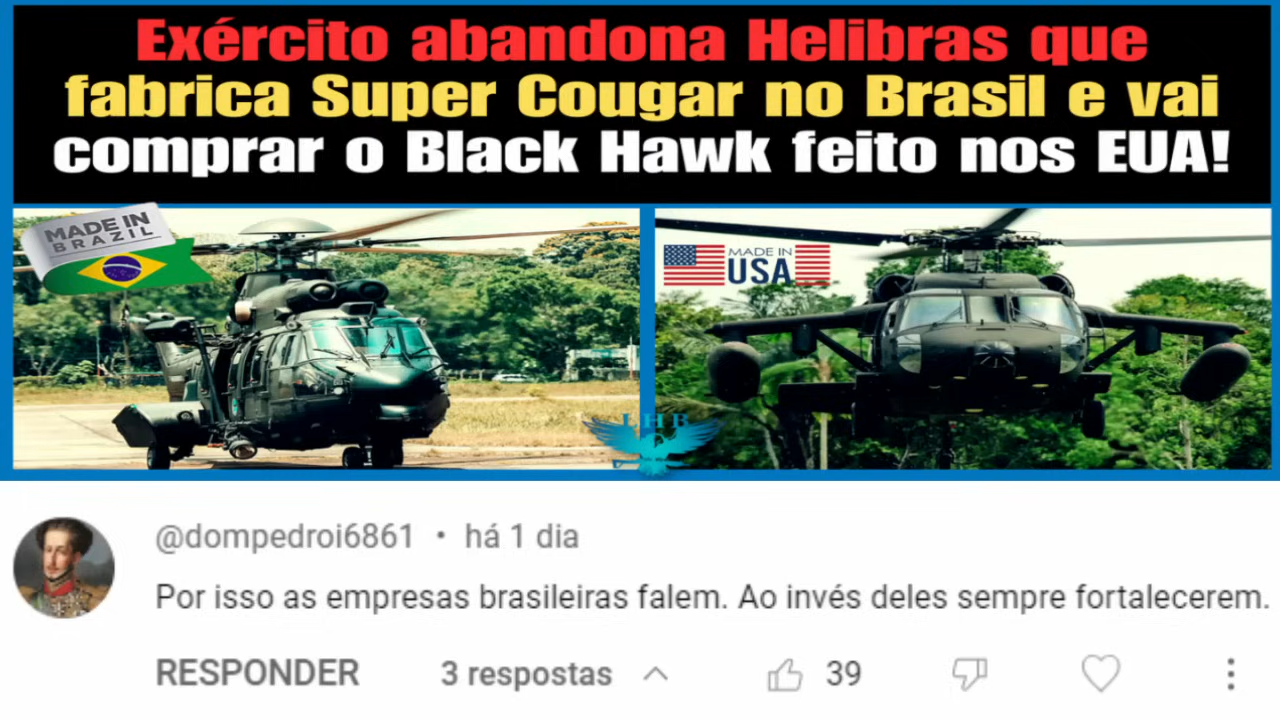 Exército abandona Helibras que
fabrica Super Cougar no Brasil e vai
comprar o Black Hawk feito nos EUA!
MADE IN
BRAZIL
MADE IN
USA
LHB
@dompedroi6861 • há 1 dia
Por isso as empresas brasileiras falem. Ao invés deles sempre fortalecerem.
RESPONDER 3 respostas 39